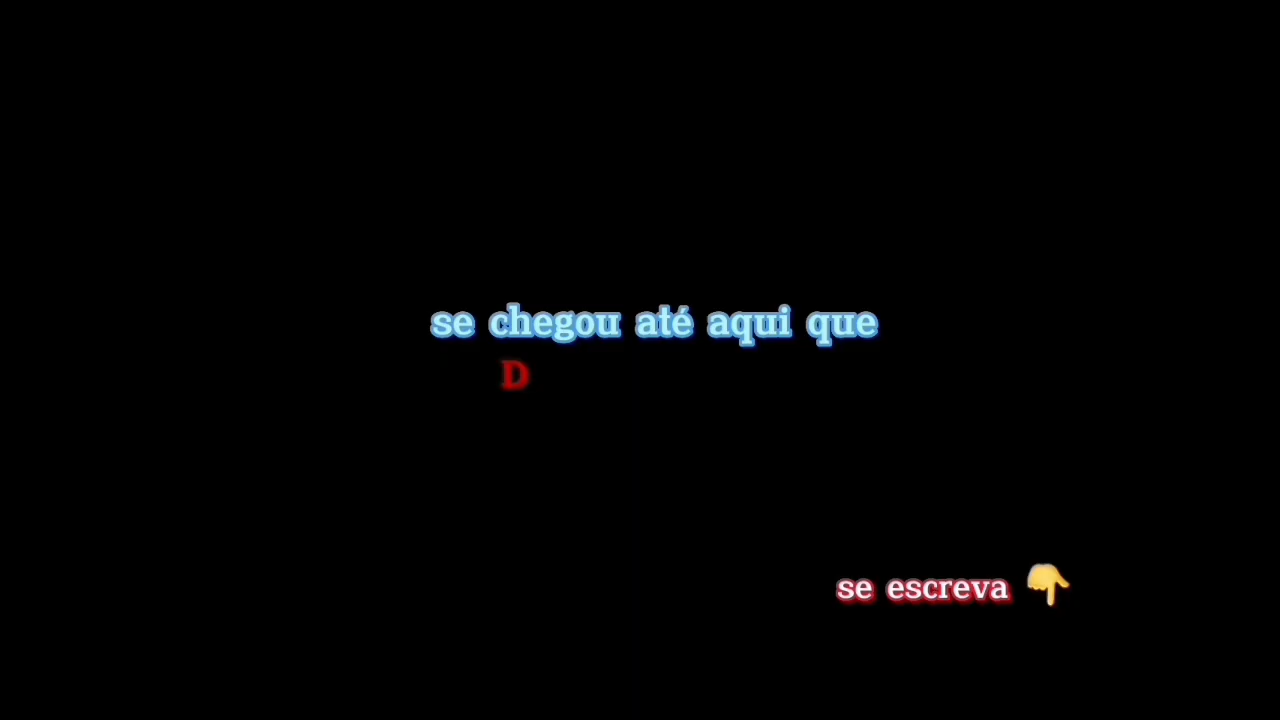 se chegou até aqui que
D
se escreva 👇